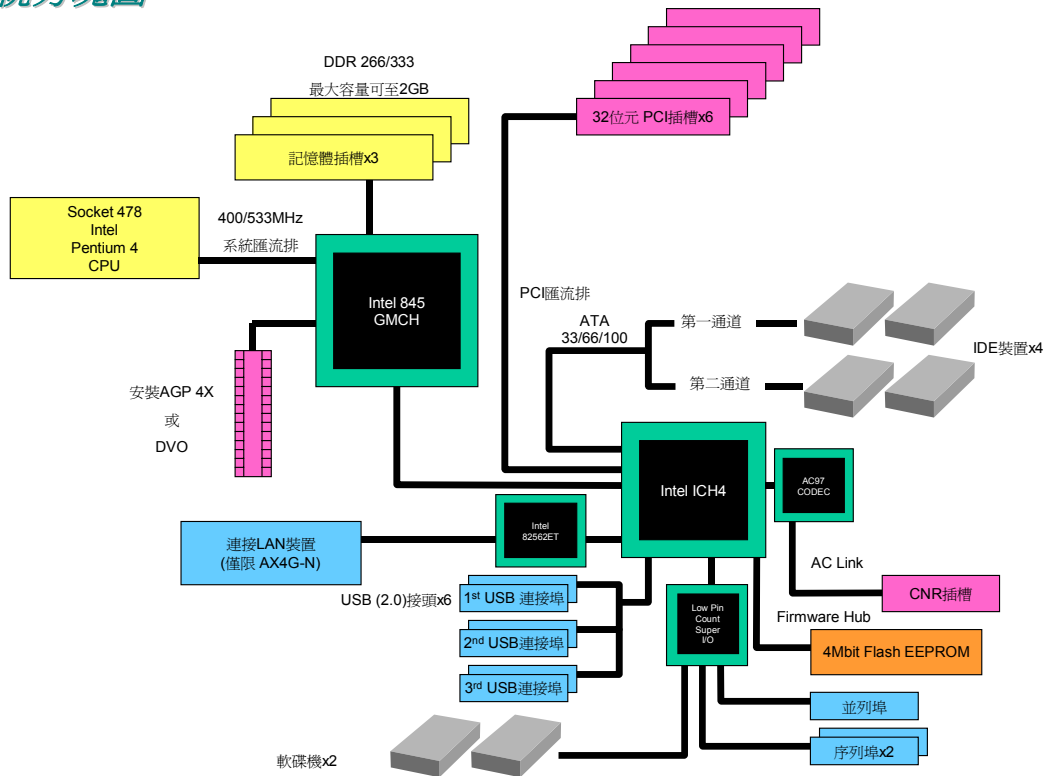 DDR 266/333
最大容量可至2GB
32位元 PCI插槽x6
記憶體插槽x3
Socket 478
Intel
Pentium 4
CPU
400/533MHz
系統匯流排
Intel 845
GMCH
PCI匯流排
ATA
33/66/100
第一通道
IDE裝置x4
第二通道
安裝AGP 4X
或
DVO
Intel ICH4
AC97
CODEC
Intel
82562ET
連接LAN裝置
(僅限 AX4G-N)
AC Link
USB (2.0)接頭x6
1st USB 連接埠
CNR插槽
Low Pin
Count
Super
I/O
Firmware Hub
2nd USB連接埠
4Mbit Flash EEPROM
3rd USB連接埠
並列埠
序列埠x2
軟碟機x2